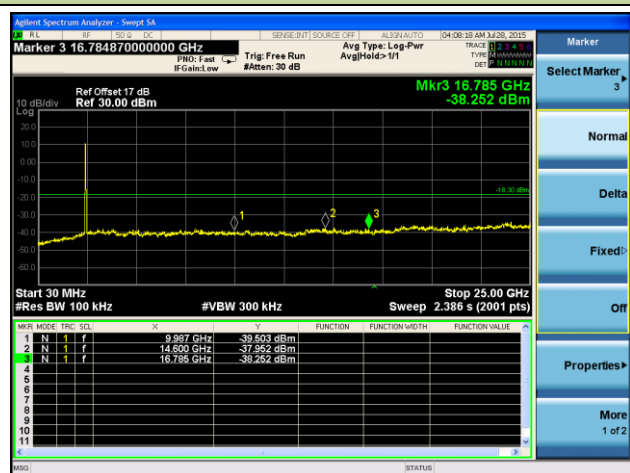 Agilent Spectrum Analyzer - Swept SA
RL RF 50 Ω DC SENSE:INT SOURCE OFF ALIGN AUTO 04:08:18 AM Jul 28, 2015
Marker 3 16.784870000000 GHz
PNO: Fast
IFGain:Low
Trig: Free Run
#Atten: 30 dB
Avg Type: Log-Pwr
Avg|Hold:>1/1
TRACE 1 2 3 4 5 6
TYPE M
DET P N N N N N
Ref Offset 17 dB
10 dB/div Ref 30.00 dBm
Log
Mkr3 16.785 GHz
-38.252 dBm
20.0
10.0
0.00
-10.0
-20.0
-30.0
-40.0
-50.0
-60.0
-18.30 dBm
1
2
3
Start 30 MHz Stop 25.00 GHz
#Res BW 100 kHz #VBW 300 kHz Sweep 2.386 s (2001 pts)
MKR MODE TRC SCL X Y FUNCTION FUNCTION WIDTH FUNCTION VALUE
1 N 1 f 9.987 GHz -39.503 dBm
2 N 1 f 14.600 GHz -37.952 dBm
3 N 1 f 16.785 GHz -38.252 dBm
4
5
6
7
8
9
10
11
MSG STATUS
Marker
Select Marker
3
Normal
Delta
Fixed
Off
Properties
More
1 of 2